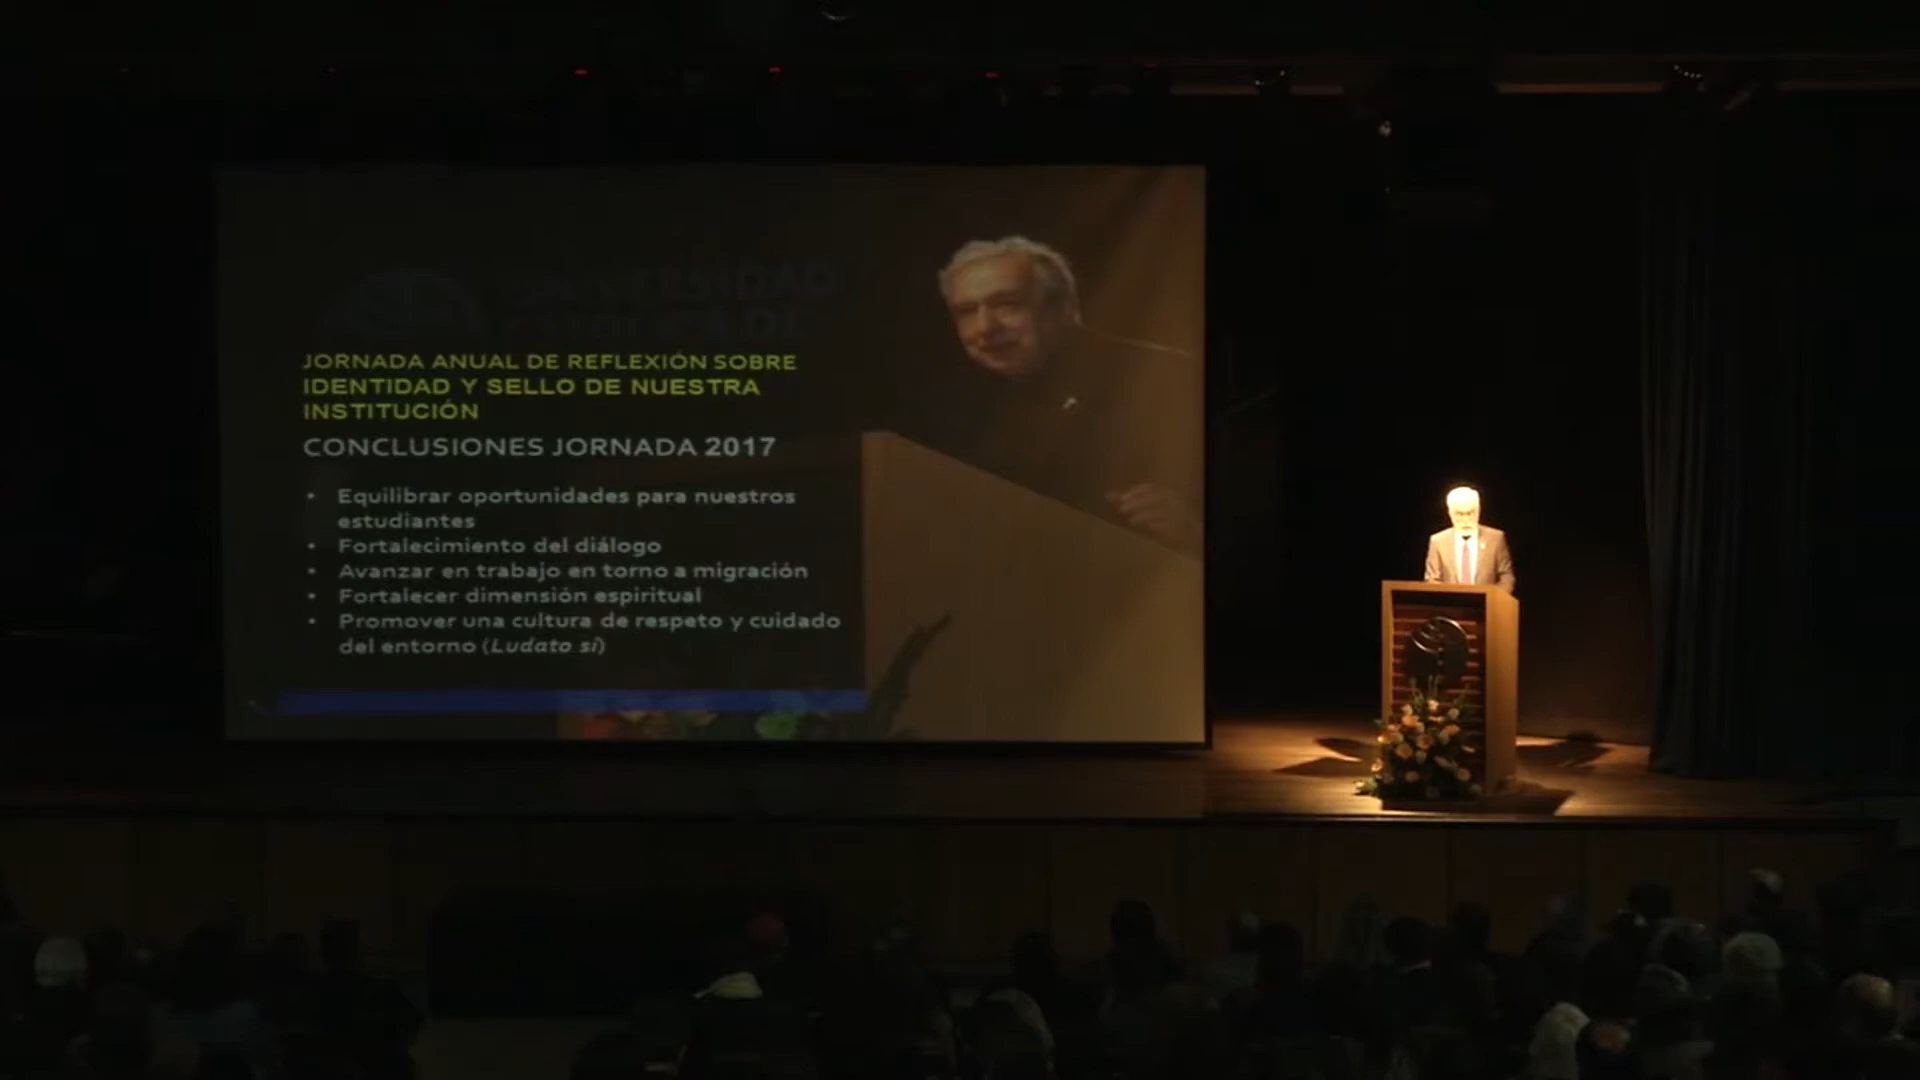 JORNADA ANUAL DE REFLEXIÓN SOBRE
IDENTIDAD Y SELLO DE NUESTRA
INSTITUCIÓN
CONCLUSIONES JORNADA 2017
• Equilibrar oportunidades para nuestros
estudiantes
• Fortalecimiento del diálogo
• Avanzar en trabajo en torno a migración
• Fortalecer dimensión espiritual
• Promover una cultura de respeto y cuidado
del entorno (Ludato si)